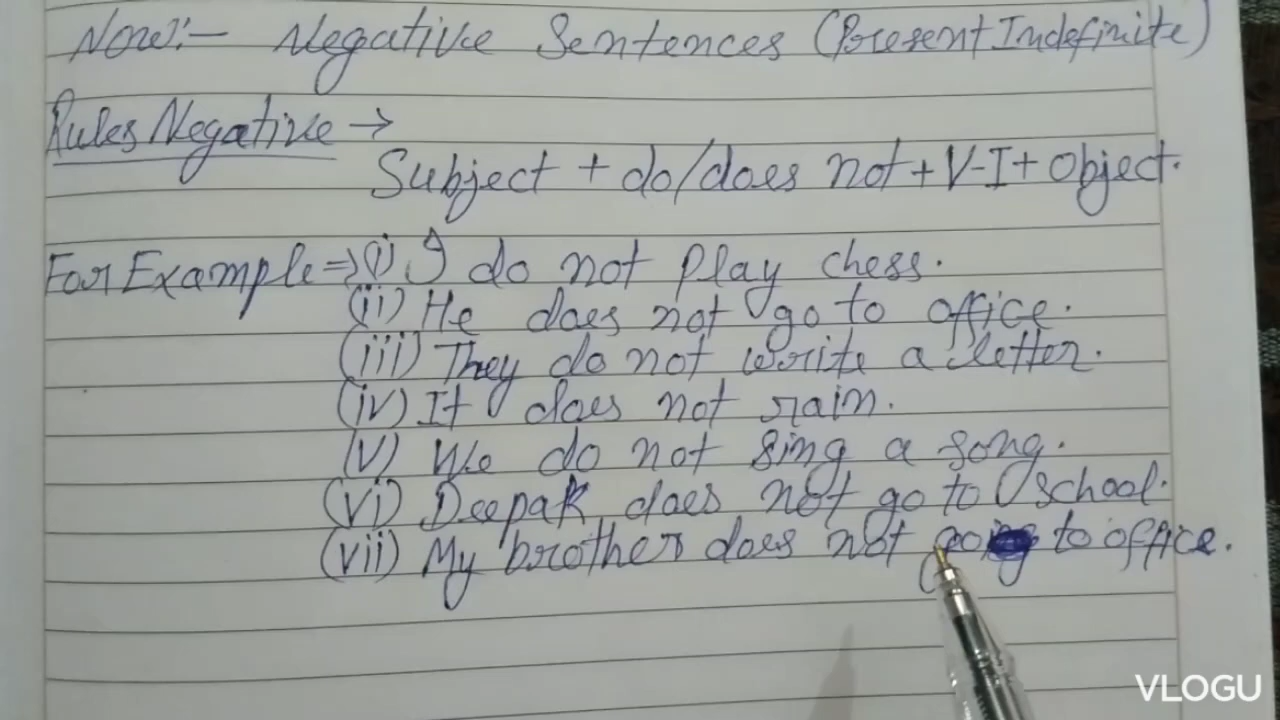 Now:- Negative Sentences (Present Indefinite)
Rules Negative →
Subject + do/does not + V-I + Object.
For Example ⇒ (i) I do not play chess.
(ii) He does not go to office.
(iii) They do not write a letter.
(iv) It does not rain.
(v) We do not sing a song.
(vi) Deepak does not go to school.
(vii) My brother does not go to office.
VLOGU